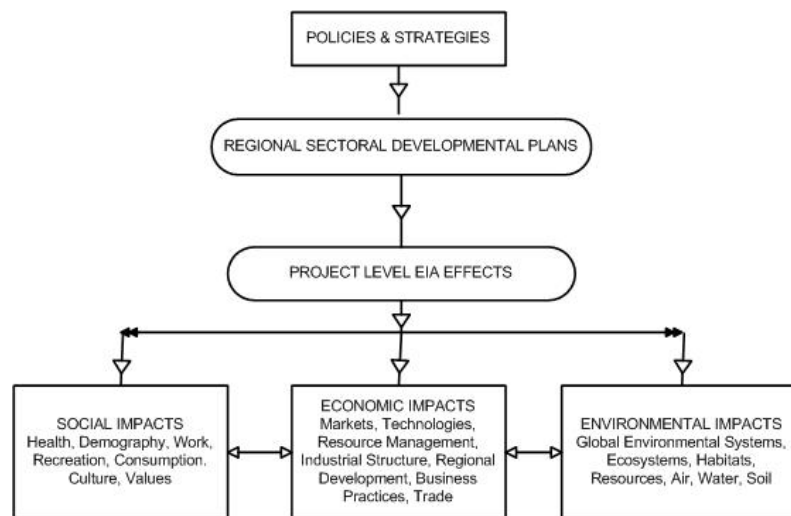 POLICIES & STRATEGIES
REGIONAL SECTORAL DEVELOPMENTAL PLANS
PROJECT LEVEL EIA EFFECTS
SOCIAL IMPACTS
Health, Demography, Work,
Recreation, Consumption.
Culture, Values
ECONOMIC IMPACTS
Markets, Technologies,
Resource Management,
Industrial Structure, Regional
Development, Business
Practices, Trade
ENVIRONMENTAL IMPACTS
Global Environmental Systems,
Ecosystems, Habitats,
Resources, Air, Water, Soil